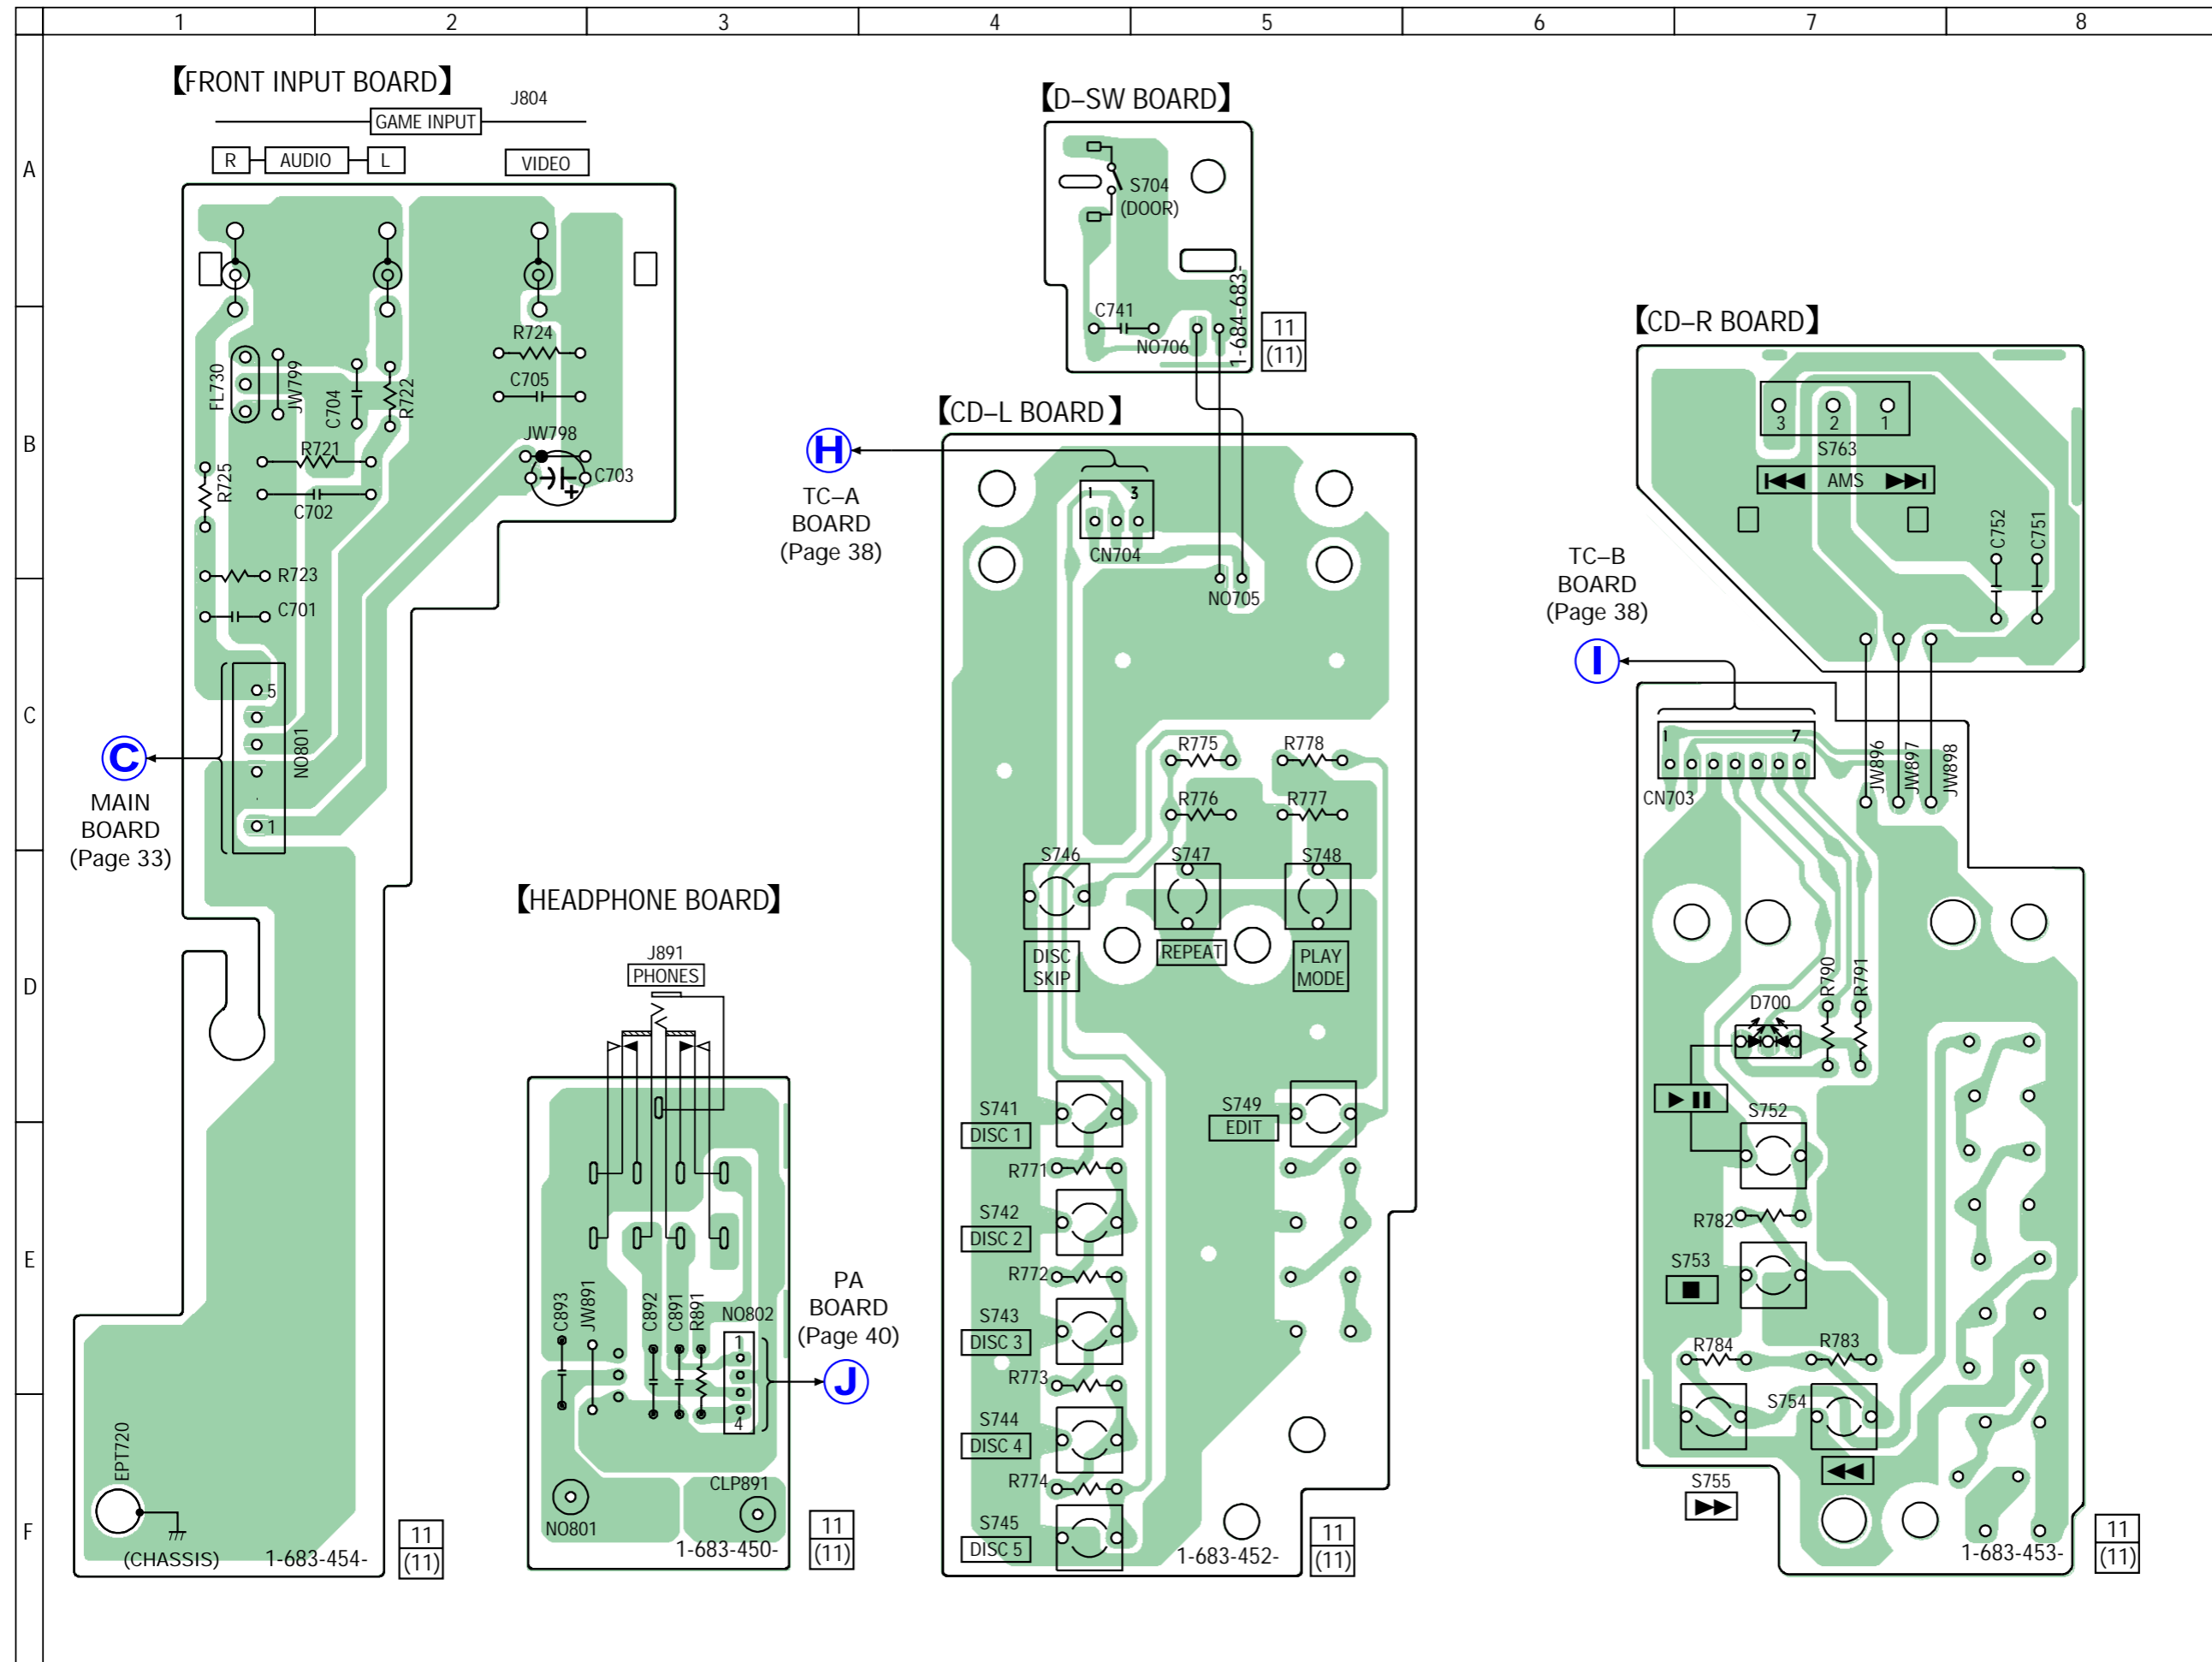 1 2 3 4 5 6 7 8
A
B
C
D
E
F
【FRONT INPUT BOARD】
J804
GAME INPUT
R AUDIO L
VIDEO
FL730
JW799
C704
R722
R724
C705
JW798
C703
R721
R725
C702
R723
C701
5
NO801
1
C
MAIN
BOARD
(Page 33)
EPT720
(CHASSIS)
1-683-454-
11
(11)
【HEADPHONE BOARD】
J891
PHONES
C893
JW891
C892
C891
R891
NO802
1
4
PA
BOARD
(Page 40)
J
NO801
CLP891
1-683-450-
11
(11)
【D–SW BOARD】
S704
(DOOR)
C741
NO706
1-684-683-
11
(11)
【CD–L BOARD】
H
TC–A
BOARD
(Page 38)
1 3
CN704
NO705
R775 R778
R776 R777
S746 S747 S748
DISC
SKIP
REPEAT
PLAY
MODE
S741
DISC 1
S749
EDIT
R771
S742
DISC 2
R772
S743
DISC 3
R773
S744
DISC 4
R774
S745
DISC 5
1-683-452-
11
(11)
【CD–R BOARD】
3 2 1
S763
AMS
C752
C751
TC–B
BOARD
(Page 38)
I
1 7
CN703
JW896
JW897
JW898
R790
R791
D700
S752
R782
S753
R784 R783
S754
S755
1-683-453-
11
(11)